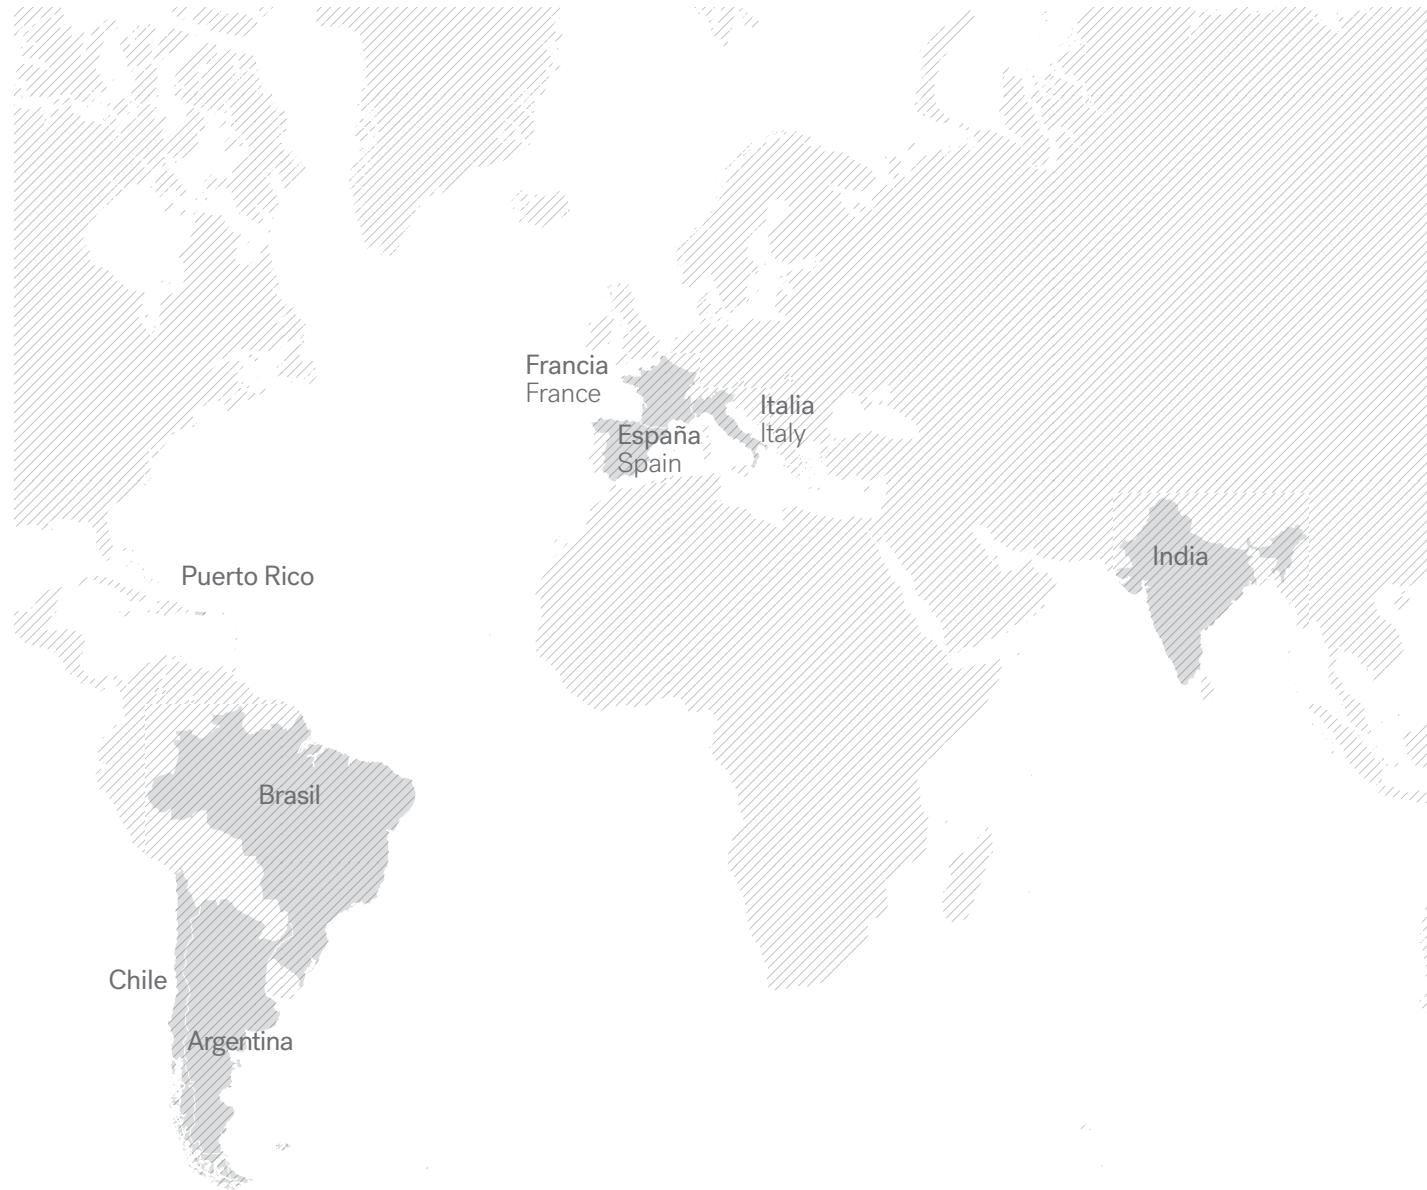 Francia
France
Italia
Italy
España
Spain
India
Puerto Rico
Brasil
Chile
Argentina